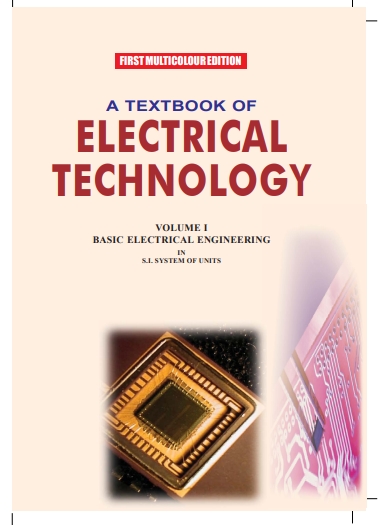 FIRST MULTICOLOUR EDITION
A TEXTBOOK OF
ELECTRICAL
TECHNOLOGY
VOLUME I
BASIC ELECTRICAL ENGINEERING
IN
S.I. SYSTEM OF UNITS